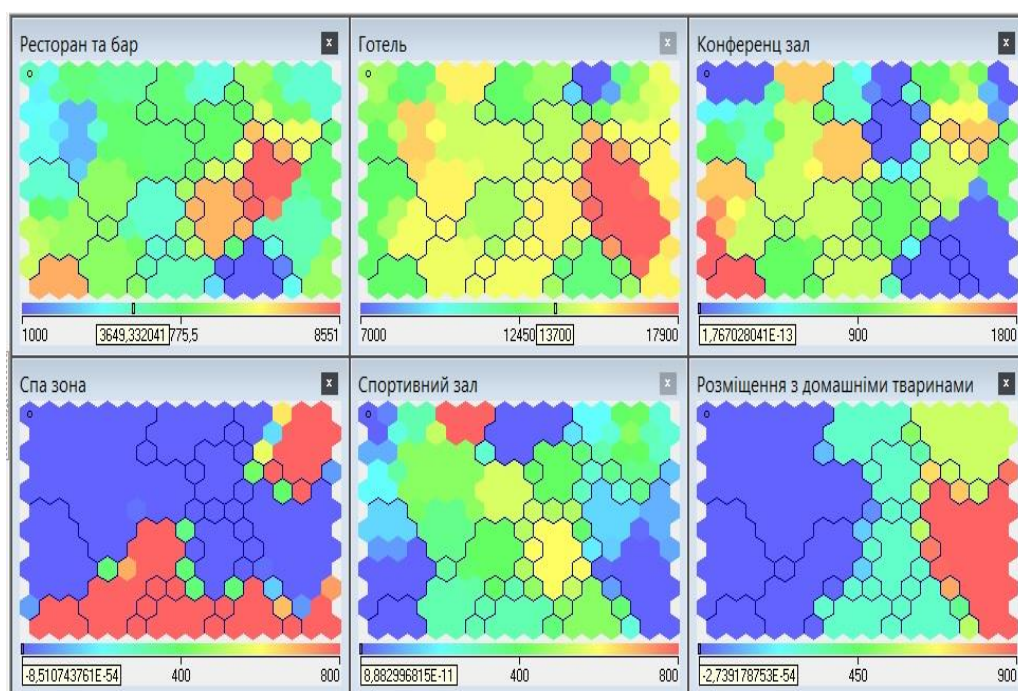 Ресторан та бар
Готель
Конференц зал
1000 3649,332041 775,5 8551
7000 12450 13700 17900
1,767028041E-13 900 1800
Спа зона
Спортивний зал
Розміщення з домашніми тваринами
-8,510743761E-54 400 800
8,882996815E-11 400 800
-2,739178753E-54 450 900